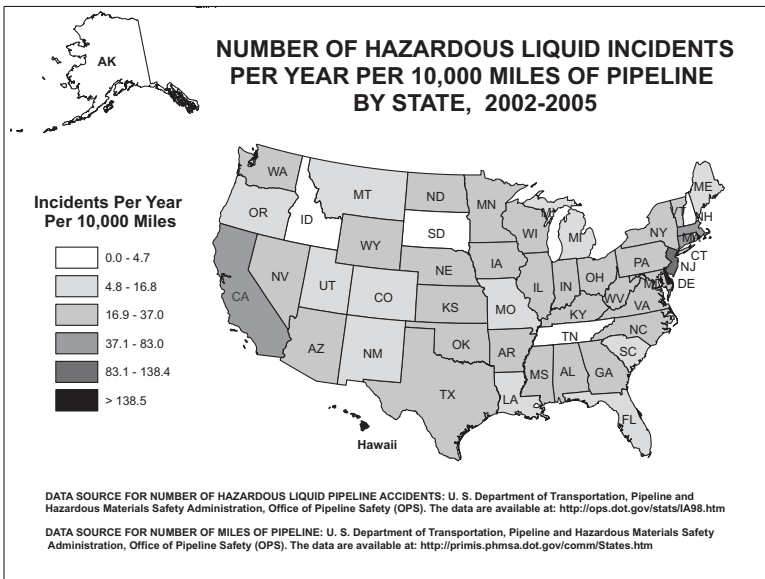 AK
NUMBER OF HAZARDOUS LIQUID INCIDENTS
PER YEAR PER 10,000 MILES OF PIPELINE
BY STATE, 2002-2005
Incidents Per Year
Per 10,000 Miles
0.0 - 4.7
4.8 - 16.8
16.9 - 37.0
37.1 - 83.0
83.1 - 138.4
> 138.5
WA
MT
ND
MN
ME
OR
ID
SD
WI
MI
MI
VT
NH
NY
MA
CT
WY
IA
PA
NJ
NE
DE
NV
UT
CO
IL
IN
OH
WV
VA
CA
KS
MO
KY
NC
TN
AZ
NM
OK
AR
SC
MS
AL
GA
TX
LA
FL
Hawaii
DATA SOURCE FOR NUMBER OF HAZARDOUS LIQUID PIPELINE ACCIDENTS: U. S. Department of Transportation, Pipeline and
Hazardous Materials Safety Administration, Office of Pipeline Safety (OPS). The data are available at: http://ops.dot.gov/stats/IA98.htm
DATA SOURCE FOR NUMBER OF MILES OF PIPELINE: U. S. Department of Transportation, Pipeline and Hazardous Materials Safety
Administration, Office of Pipeline Safety (OPS). The data are available at: http://primis.phmsa.dot.gov/comm/States.htm